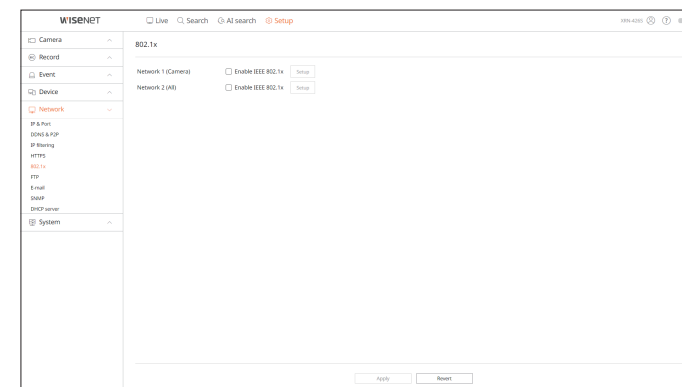 WISENET
Live Search AI search Setup
XRN-426S
Camera
Record
Event
Device
Network
IP & Port
DDNS & P2P
IP filtering
HTTPS
802.1x
FTP
E-mail
SNMP
DHCP server
System
802.1x
Network 1 (Camera) Enable IEEE 802.1x Setup
Network 2 (All) Enable IEEE 802.1x Setup
Apply Revert